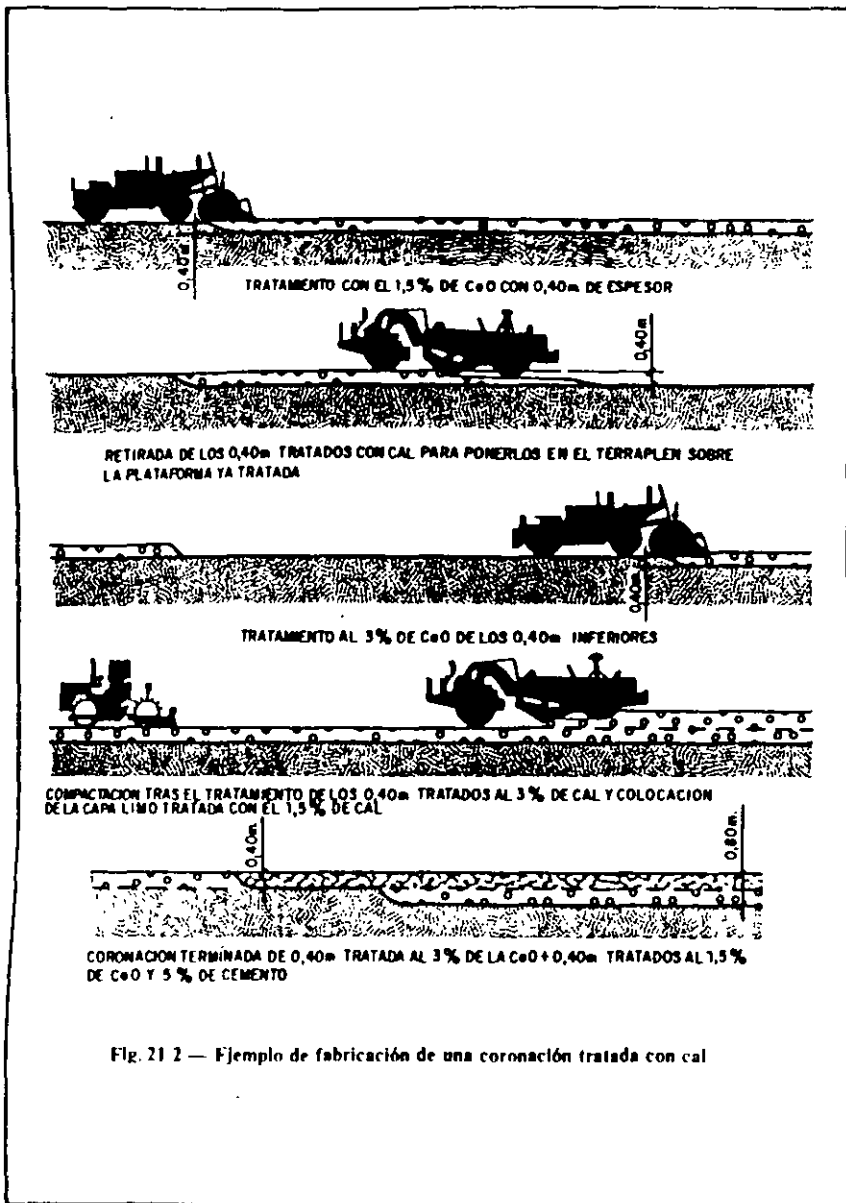 0,40m.
TRATAMIENTO CON EL 1,5% DE CaO CON 0,40m DE ESPESOR
0,40m
RETIRADA DE LOS 0,40m TRATADOS CON CAL PARA PONERLOS EN EL TERRAPLEN SOBRE
LA PLATAFORMA YA TRATADA
0,40m
TRATAMIENTO AL 3% DE CaO DE LOS 0,40m INFERIORES
COMPACTACION TRAS EL TRATAMIENTO DE LOS 0,40m TRATADOS AL 3% DE CAL Y COLOCACION
DE LA CAPA LIMO TRATADA CON EL 1,5% DE CAL
0,40m.
0,80m.
CORONACION TERMINADA DE 0,40m TRATADA AL 3% DE LA CaO + 0,40m TRATADOS AL 1,5%
DE CaO Y 5% DE CEMENTO
Fig. 21 2 — Ejemplo de fabricación de una coronación tratada con cal